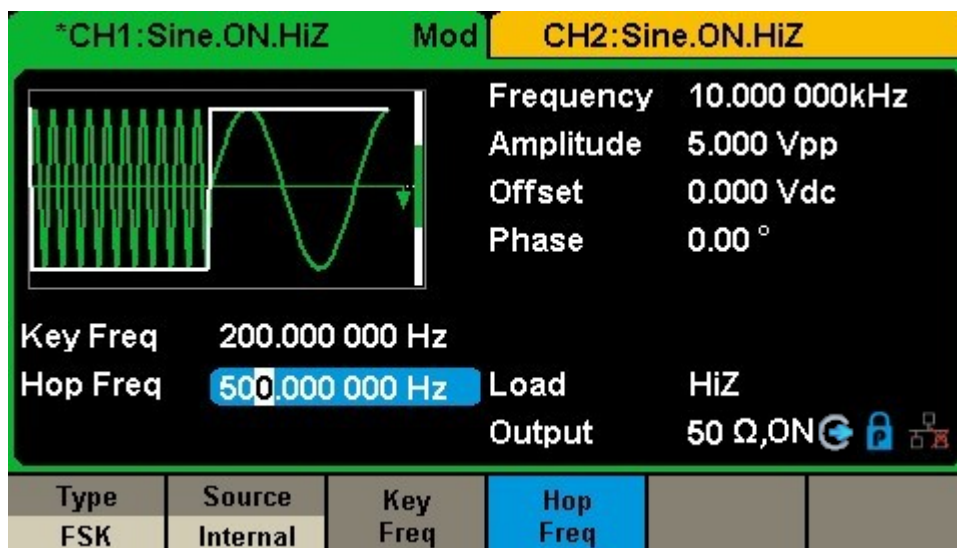 *CH1:Sine.ON.HiZ Mod CH2:Sine.ON.HiZ
Frequency 10.000 000kHz
Amplitude 5.000 Vpp
Offset 0.000 Vdc
Phase 0.00 °
Key Freq 200.000 000 Hz
Hop Freq 500.000 000 Hz Load HiZ
Output 50 Ω,ON P
Type Source Key Hop
FSK Internal Freq Freq